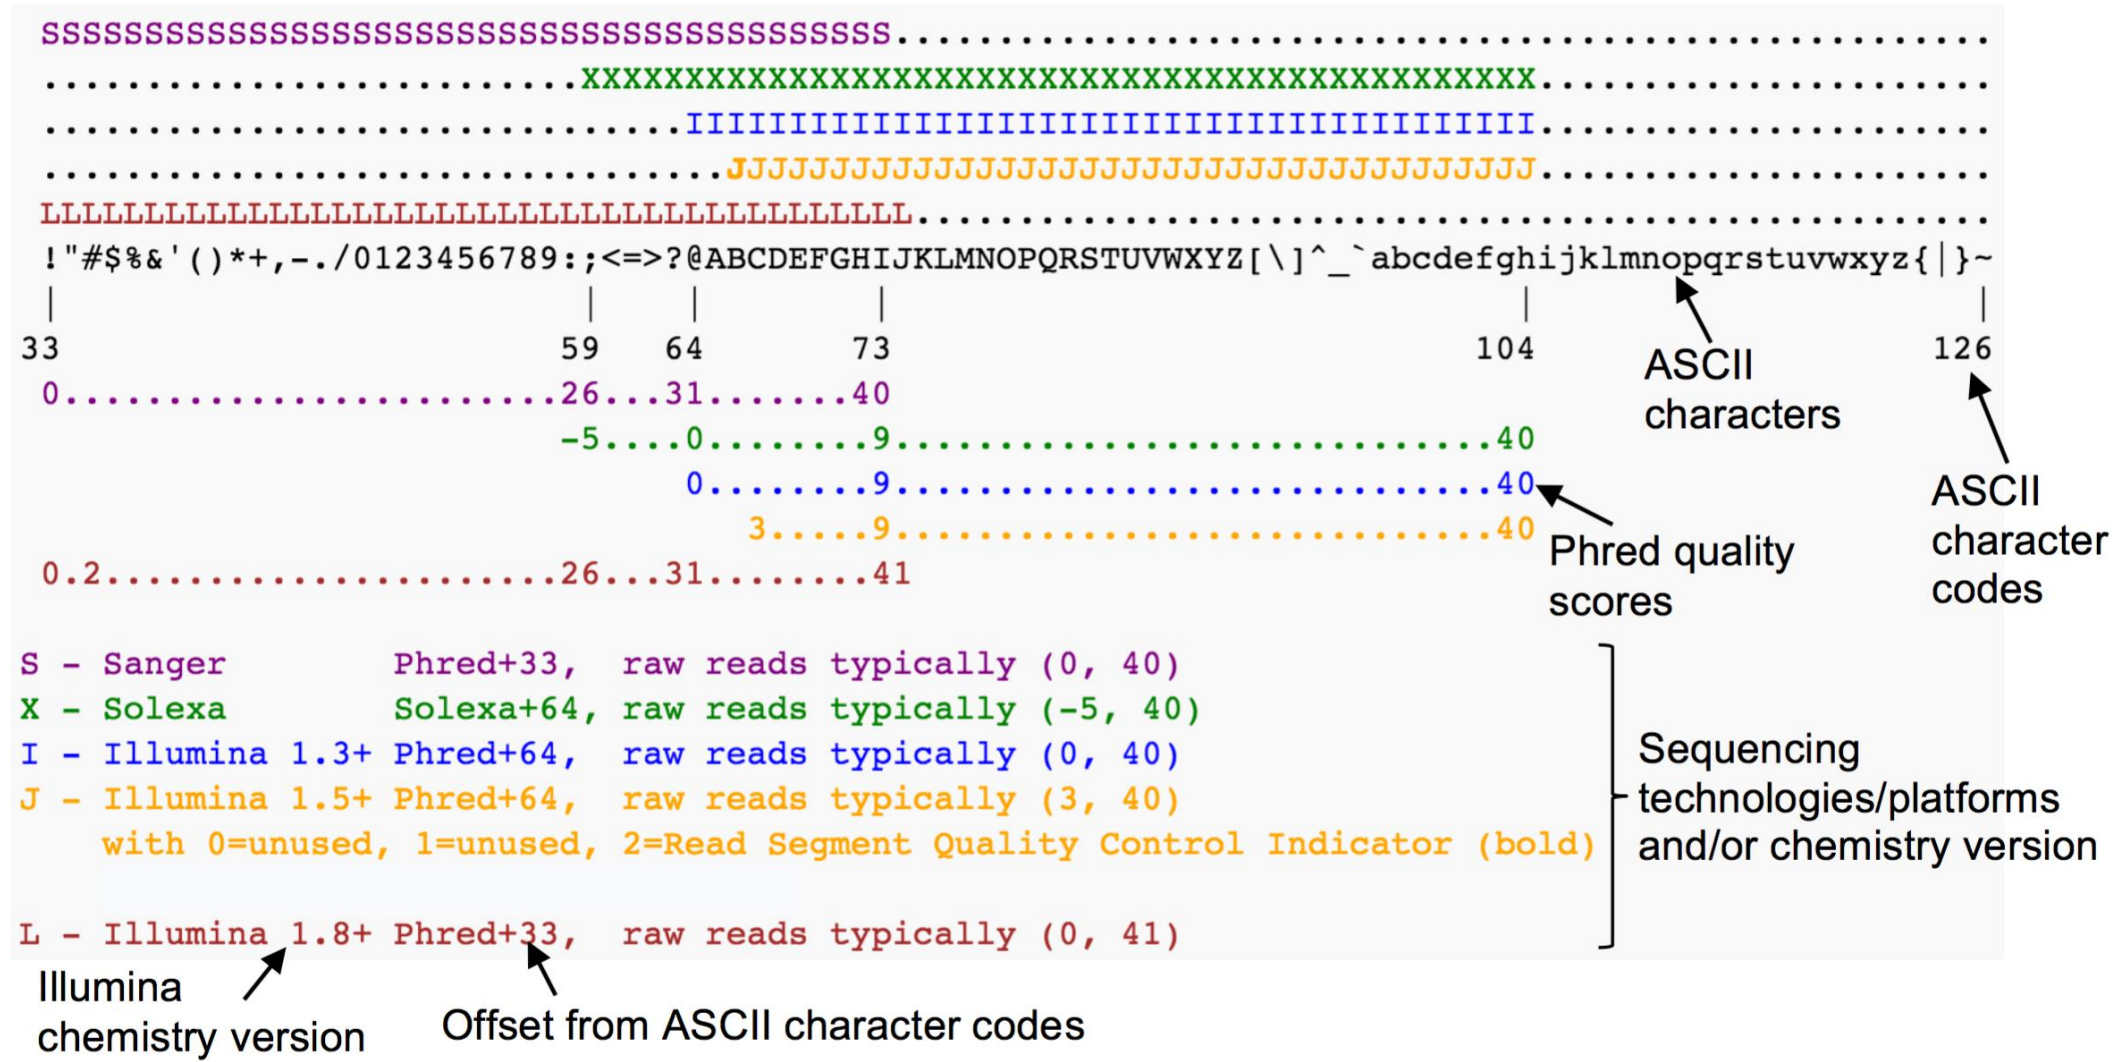 SSSSSSSSSSSSSSSSSSSSSSSSSSSSSSSSSSSSSSSSS.....................................................
..........................XXXXXXXXXXXXXXXXXXXXXXXXXXXXXXXXXXXXXXXXXXXXXX......................
...............................IIIIIIIIIIIIIIIIIIIIIIIIIIIIIIIIIIIIIIIII......................
.................................JJJJJJJJJJJJJJJJJJJJJJJJJJJJJJJJJJJJJJJ......................
LLLLLLLLLLLLLLLLLLLLLLLLLLLLLLLLLLLLLLLLLL....................................................
!"#$%&'()*+,-./0123456789:;<=>?@ABCDEFGHIJKLMNOPQRSTUVWXYZ[\]^_`abcdefghijklmnopqrstuvwxyz{|}~
| | | | | |
33 59 64 73 104 126
0........................26...31.......40
-5....0........9.............................40
0........9.............................40
3.....9.............................40
0.2......................26...31........41
ASCII
characters
ASCII
character
codes
Phred quality
scores
S - Sanger Phred+33, raw reads typically (0, 40)
X - Solexa Solexa+64, raw reads typically (-5, 40)
I - Illumina 1.3+ Phred+64, raw reads typically (0, 40)
J - Illumina 1.5+ Phred+64, raw reads typically (3, 40)
with 0=unused, 1=unused, 2=Read Segment Quality Control Indicator (bold)
L - Illumina 1.8+ Phred+33, raw reads typically (0, 41)
Sequencing
technologies/platforms
and/or chemistry version
Illumina
chemistry version
Offset from ASCII character codes